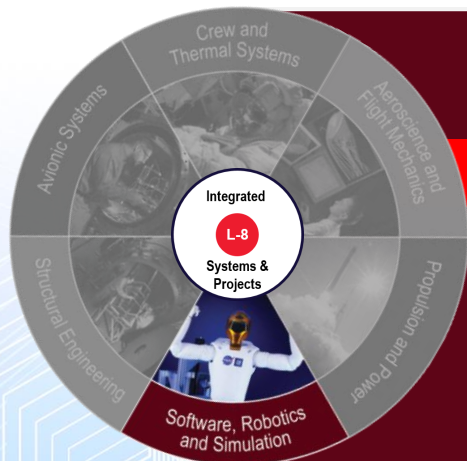 Crew and
Thermal Systems
Aeroscience and
Flight Mechanics
Avionic Systems
Integrated
L-8
Systems &
Projects
Structural Engineering
Propulsion and Power
Software, Robotics
and Simulation